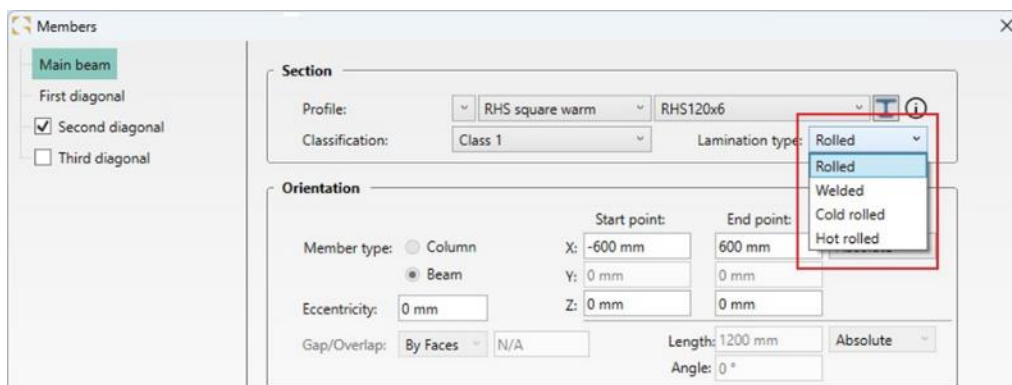 Members
Main beam
First diagonal
Second diagonal
Third diagonal
Section
Profile: RHS square warm RHS120x6
Classification: Class 1 Lamination type: Rolled
Rolled
Welded
Cold rolled
Hot rolled
Orientation
Start point: End point:
Member type: Column X: -600 mm 600 mm
Beam Y: 0 mm 0 mm
Eccentricity: 0 mm Z: 0 mm 0 mm
Gap/Overlap: By Faces N/A Length: 1200 mm Absolute
Angle: 0 °